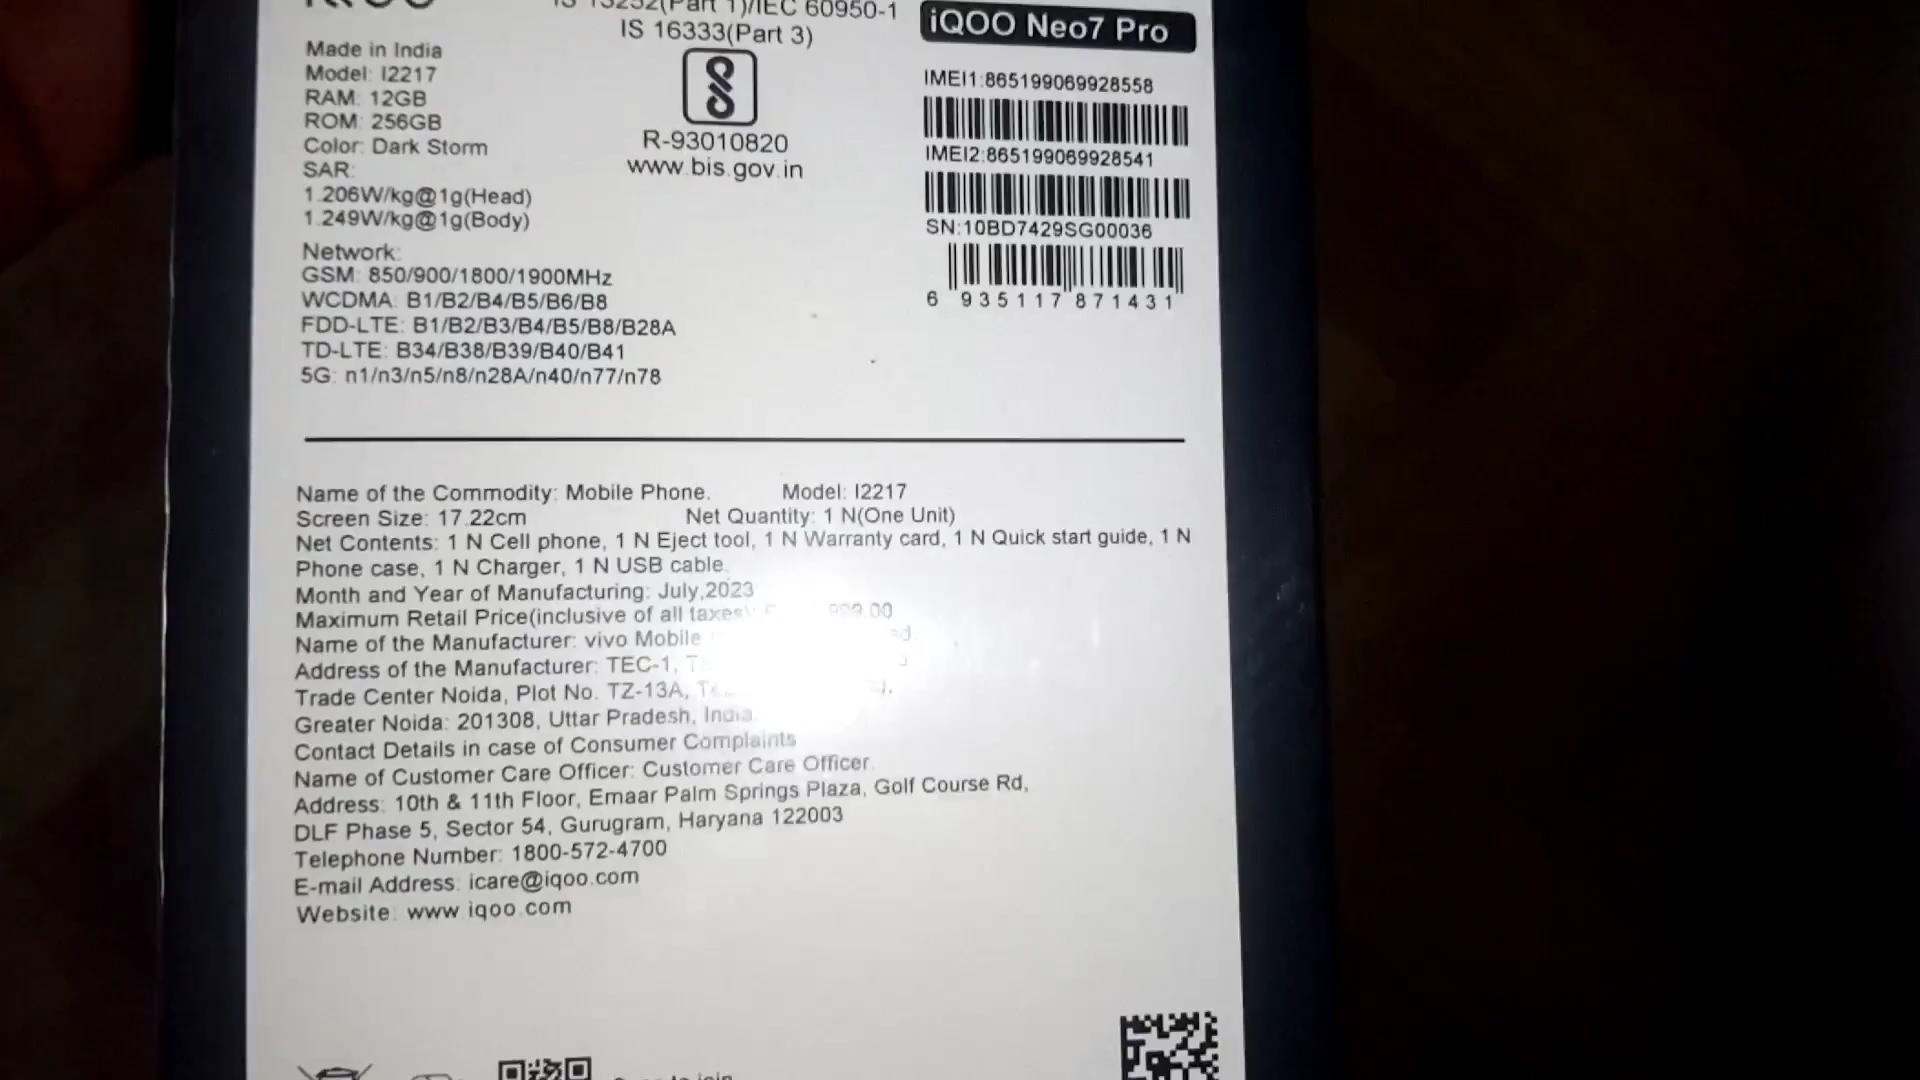 iQOO
IS 13252(Part 1)/IEC 60950-1
IS 16333(Part 3)
R-93010820
www.bis.gov.in
iQOO Neo7 Pro
Made in India
Model: I2217
RAM: 12GB
ROM: 256GB
Color: Dark Storm
SAR:
1.206W/kg@1g(Head)
1.249W/kg@1g(Body)
Network:
GSM: 850/900/1800/1900MHz
WCDMA: B1/B2/B4/B5/B6/B8
FDD-LTE: B1/B2/B3/B4/B5/B8/B28A
TD-LTE: B34/B38/B39/B40/B41
5G: n1/n3/n5/n8/n28A/n40/n77/n78
IMEI1:865199069928558
IMEI2:865199069928541
SN:10BD7429SG00036
6 935117 871431
Name of the Commodity: Mobile Phone. Model: I2217
Screen Size: 17.22cm Net Quantity: 1 N(One Unit)
Net Contents: 1 N Cell phone, 1 N Eject tool, 1 N Warranty card, 1 N Quick start guide, 1 N
Phone case, 1 N Charger, 1 N USB cable.
Month and Year of Manufacturing: July,2023
Maximum Retail Price(inclusive of all taxes)
Name of the Manufacturer: vivo Mobile
Address of the Manufacturer: TEC-1,
Trade Center Noida, Plot No. TZ-13A,
Greater Noida: 201308, Uttar Pradesh, India.
Contact Details in case of Consumer Complaints
Name of Customer Care Officer: Customer Care Officer.
Address: 10th & 11th Floor, Emaar Palm Springs Plaza, Golf Course Rd,
DLF Phase 5, Sector 54, Gurugram, Haryana 122003
Telephone Number: 1800-572-4700
E-mail Address: icare@iqoo.com
Website: www.iqoo.com